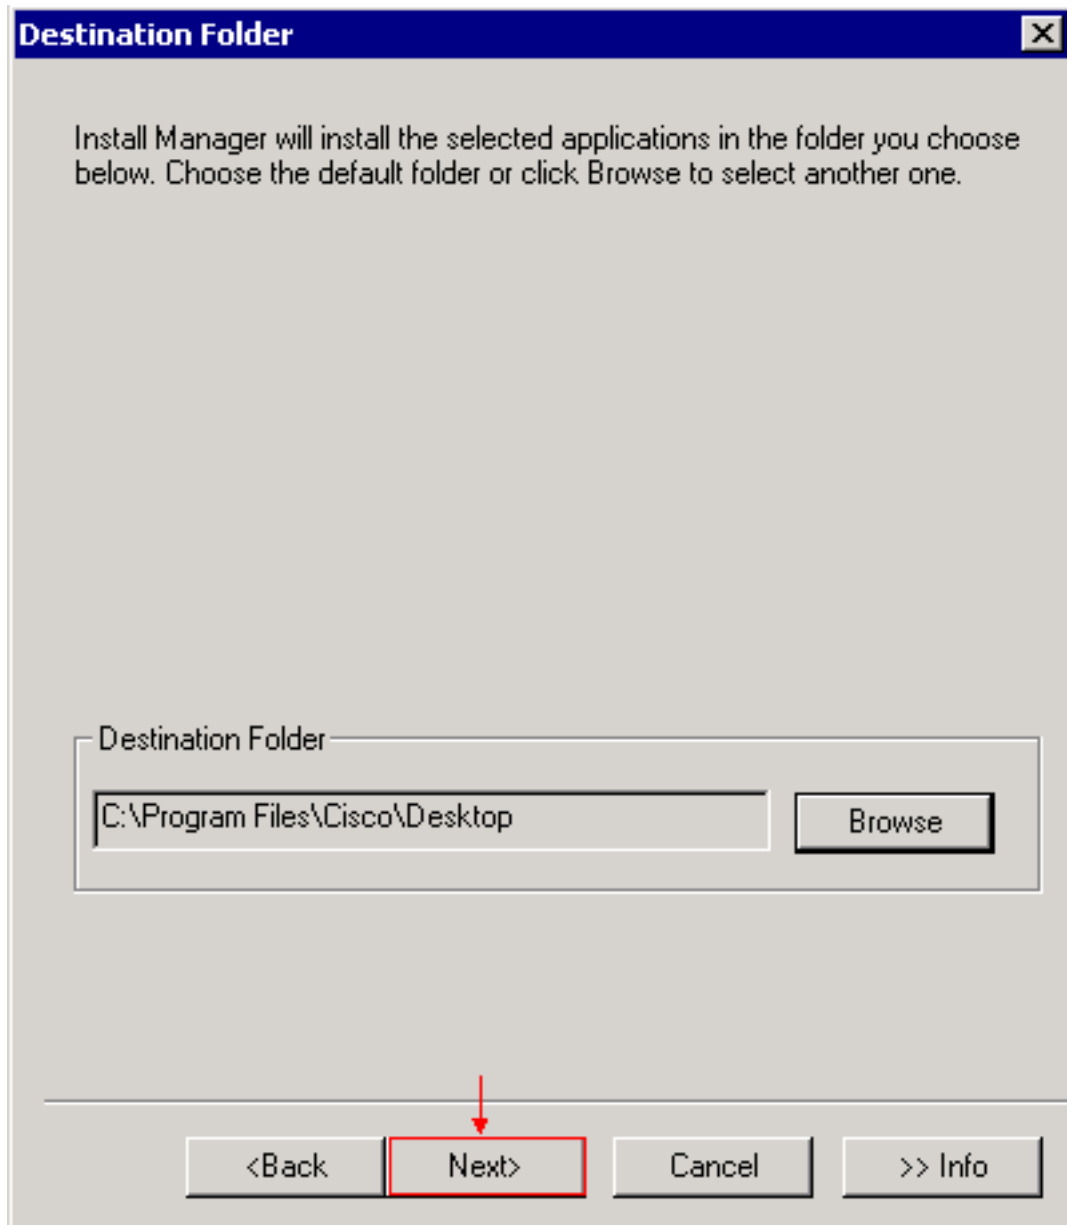 Destination Folder
Install Manager will install the selected applications in the folder you choose
below. Choose the default folder or click Browse to select another one.
Destination Folder
C:\Program Files\Cisco\Desktop
Browse
<Back
Next>
Cancel
>> Info